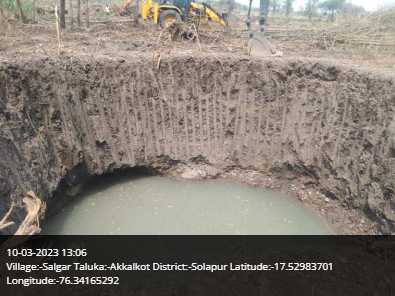 10-03-2023 13:06
Village:-Salgar Taluka:-Akkalkot District:-Solapur Latitude:-17.52983701
Longitude:-76.34165292